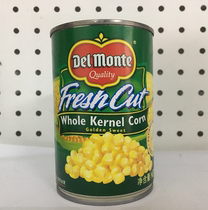 Del Monte
Quality
Fresh Cut
Whole Kernel Corn
Golden Sweet